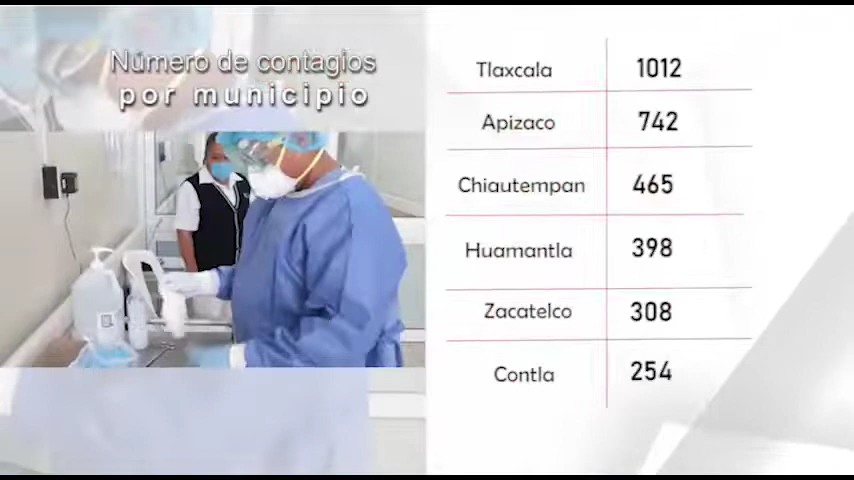 Número de contagios
por municipio
Tlaxcala 1012
Apizaco 742
Chiautempan 465
Huamantla 398
Zacatelco 308
Contla 254